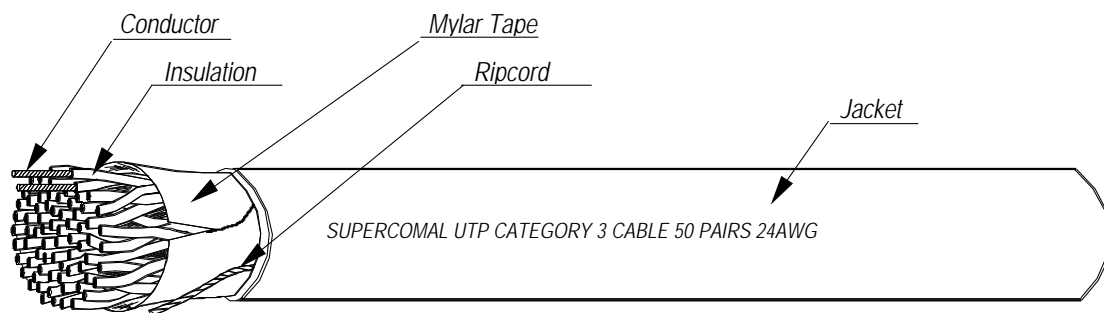 Conductor
Mylar Tape
Insulation
Ripcord
Jacket
SUPERCOMAL UTP CATEGORY 3 CABLE 50 PAIRS 24AWG